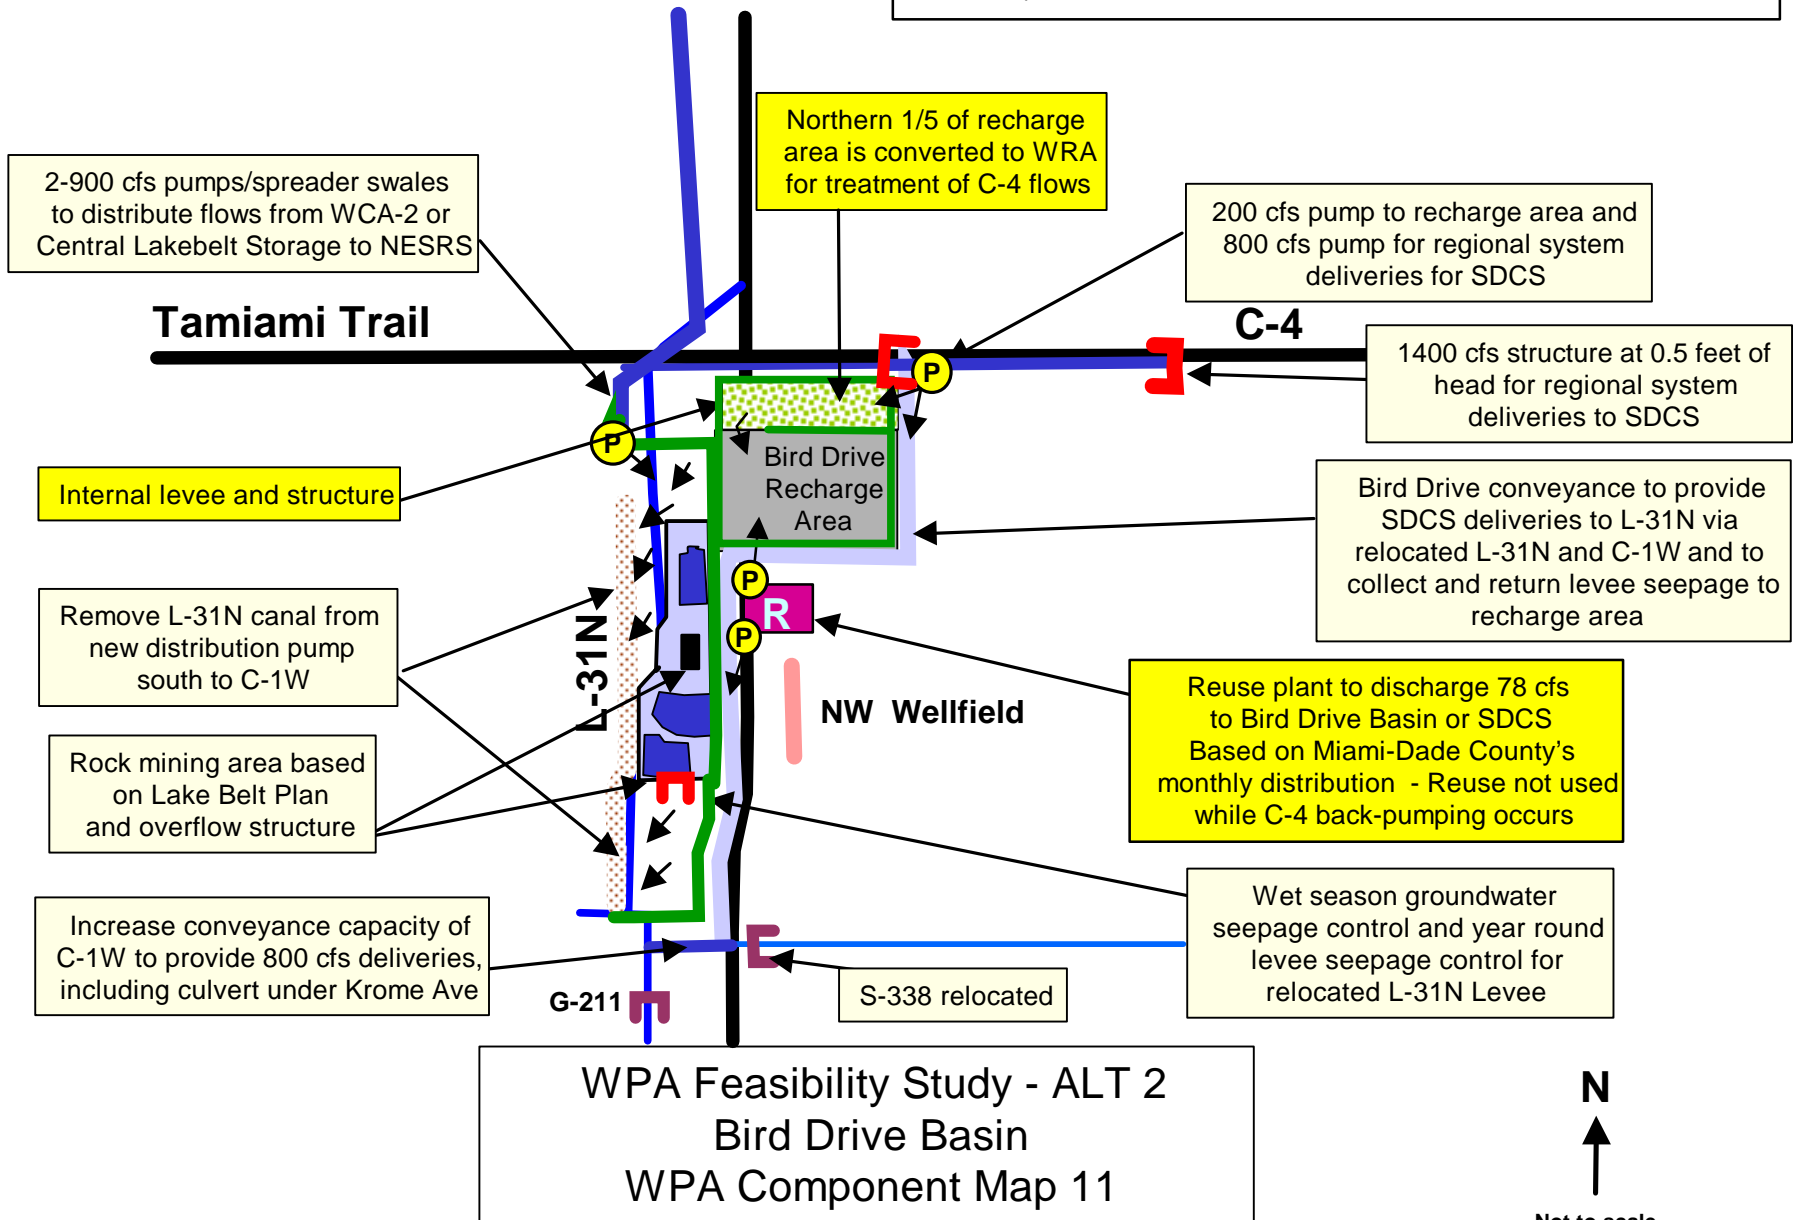 Northern 1/5 of recharge
area is converted to WRA
for treatment of C-4 flows
2-900 cfs pumps/spreader swales
to distribute flows from WCA-2 or
Central Lakebelt Storage to NESRS
200 cfs pump to recharge area and
800 cfs pump for regional system
deliveries for SDCS
Tamiami Trail
C-4
1400 cfs structure at 0.5 feet of
head for regional system
deliveries to SDCS
P
P
Bird Drive
Recharge
Area
Internal levee and structure
Bird Drive conveyance to provide
SDCS deliveries to L-31N via
relocated L-31N and C-1W and to
collect and return levee seepage to
recharge area
P
R
P
Remove L-31N canal from
new distribution pump
south to C-1W
L-31N
NW Wellfield
Reuse plant to discharge 78 cfs
to Bird Drive Basin or SDCS
Based on Miami-Dade County's
monthly distribution - Reuse not used
while C-4 back-pumping occurs
Rock mining area based
on Lake Belt Plan
and overflow structure
Wet season groundwater
seepage control and year round
levee seepage control for
relocated L-31N Levee
Increase conveyance capacity of
C-1W to provide 800 cfs deliveries,
including culvert under Krome Ave
G-211
S-338 relocated
WPA Feasibility Study - ALT 2
Bird Drive Basin
WPA Component Map 11
N
Not to scale